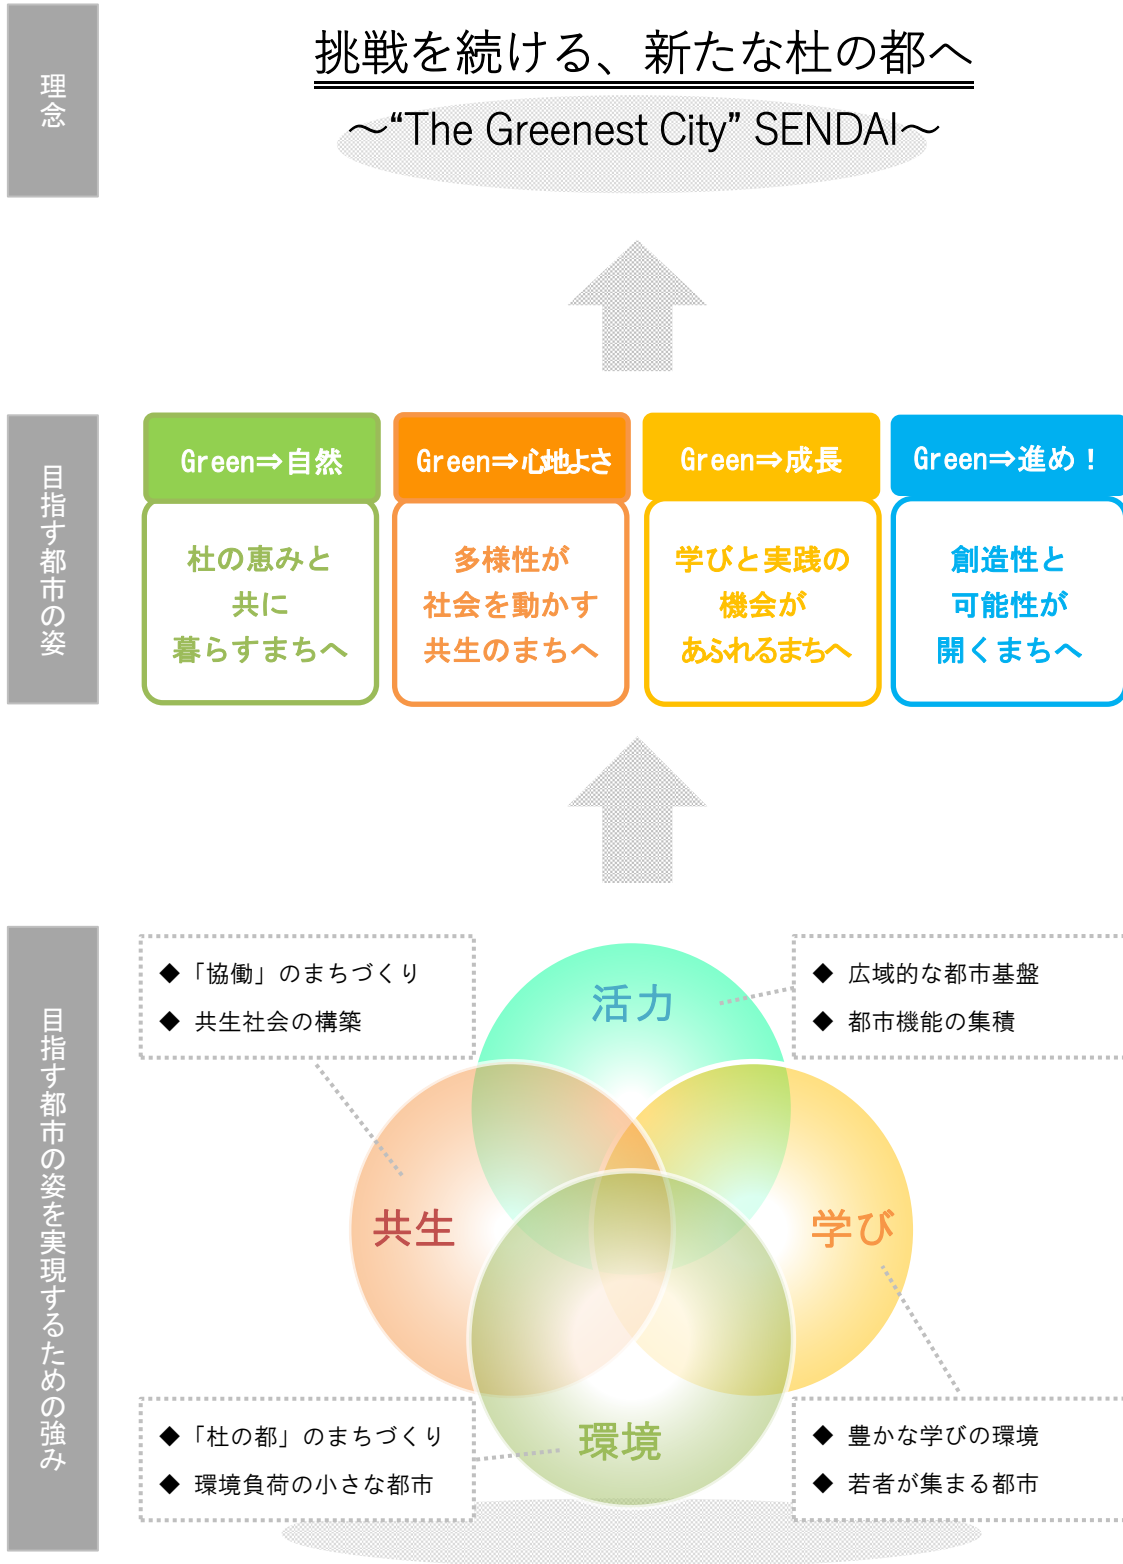 理念
挑戦を続ける、新たな杜の都へ
～“The Greenest City” SENDAI～
目指す都市の姿
Green⇒自然
杜の恵みと
共に
暮らすまちへ
Green⇒心地よさ
多様性が
社会を動かす
共生のまちへ
Green⇒成長
学びと実践の
機会が
あふれるまちへ
Green⇒進め！
創造性と
可能性が
開くまちへ
目指す都市の姿を実現するための強み
◆ 「協働」のまちづくり
◆ 共生社会の構築
活力
◆ 広域的な都市基盤
◆ 都市機能の集積
共生
学び
環境
◆ 「杜の都」のまちづくり
◆ 環境負荷の小さな都市
◆ 豊かな学びの環境
◆ 若者が集まる都市